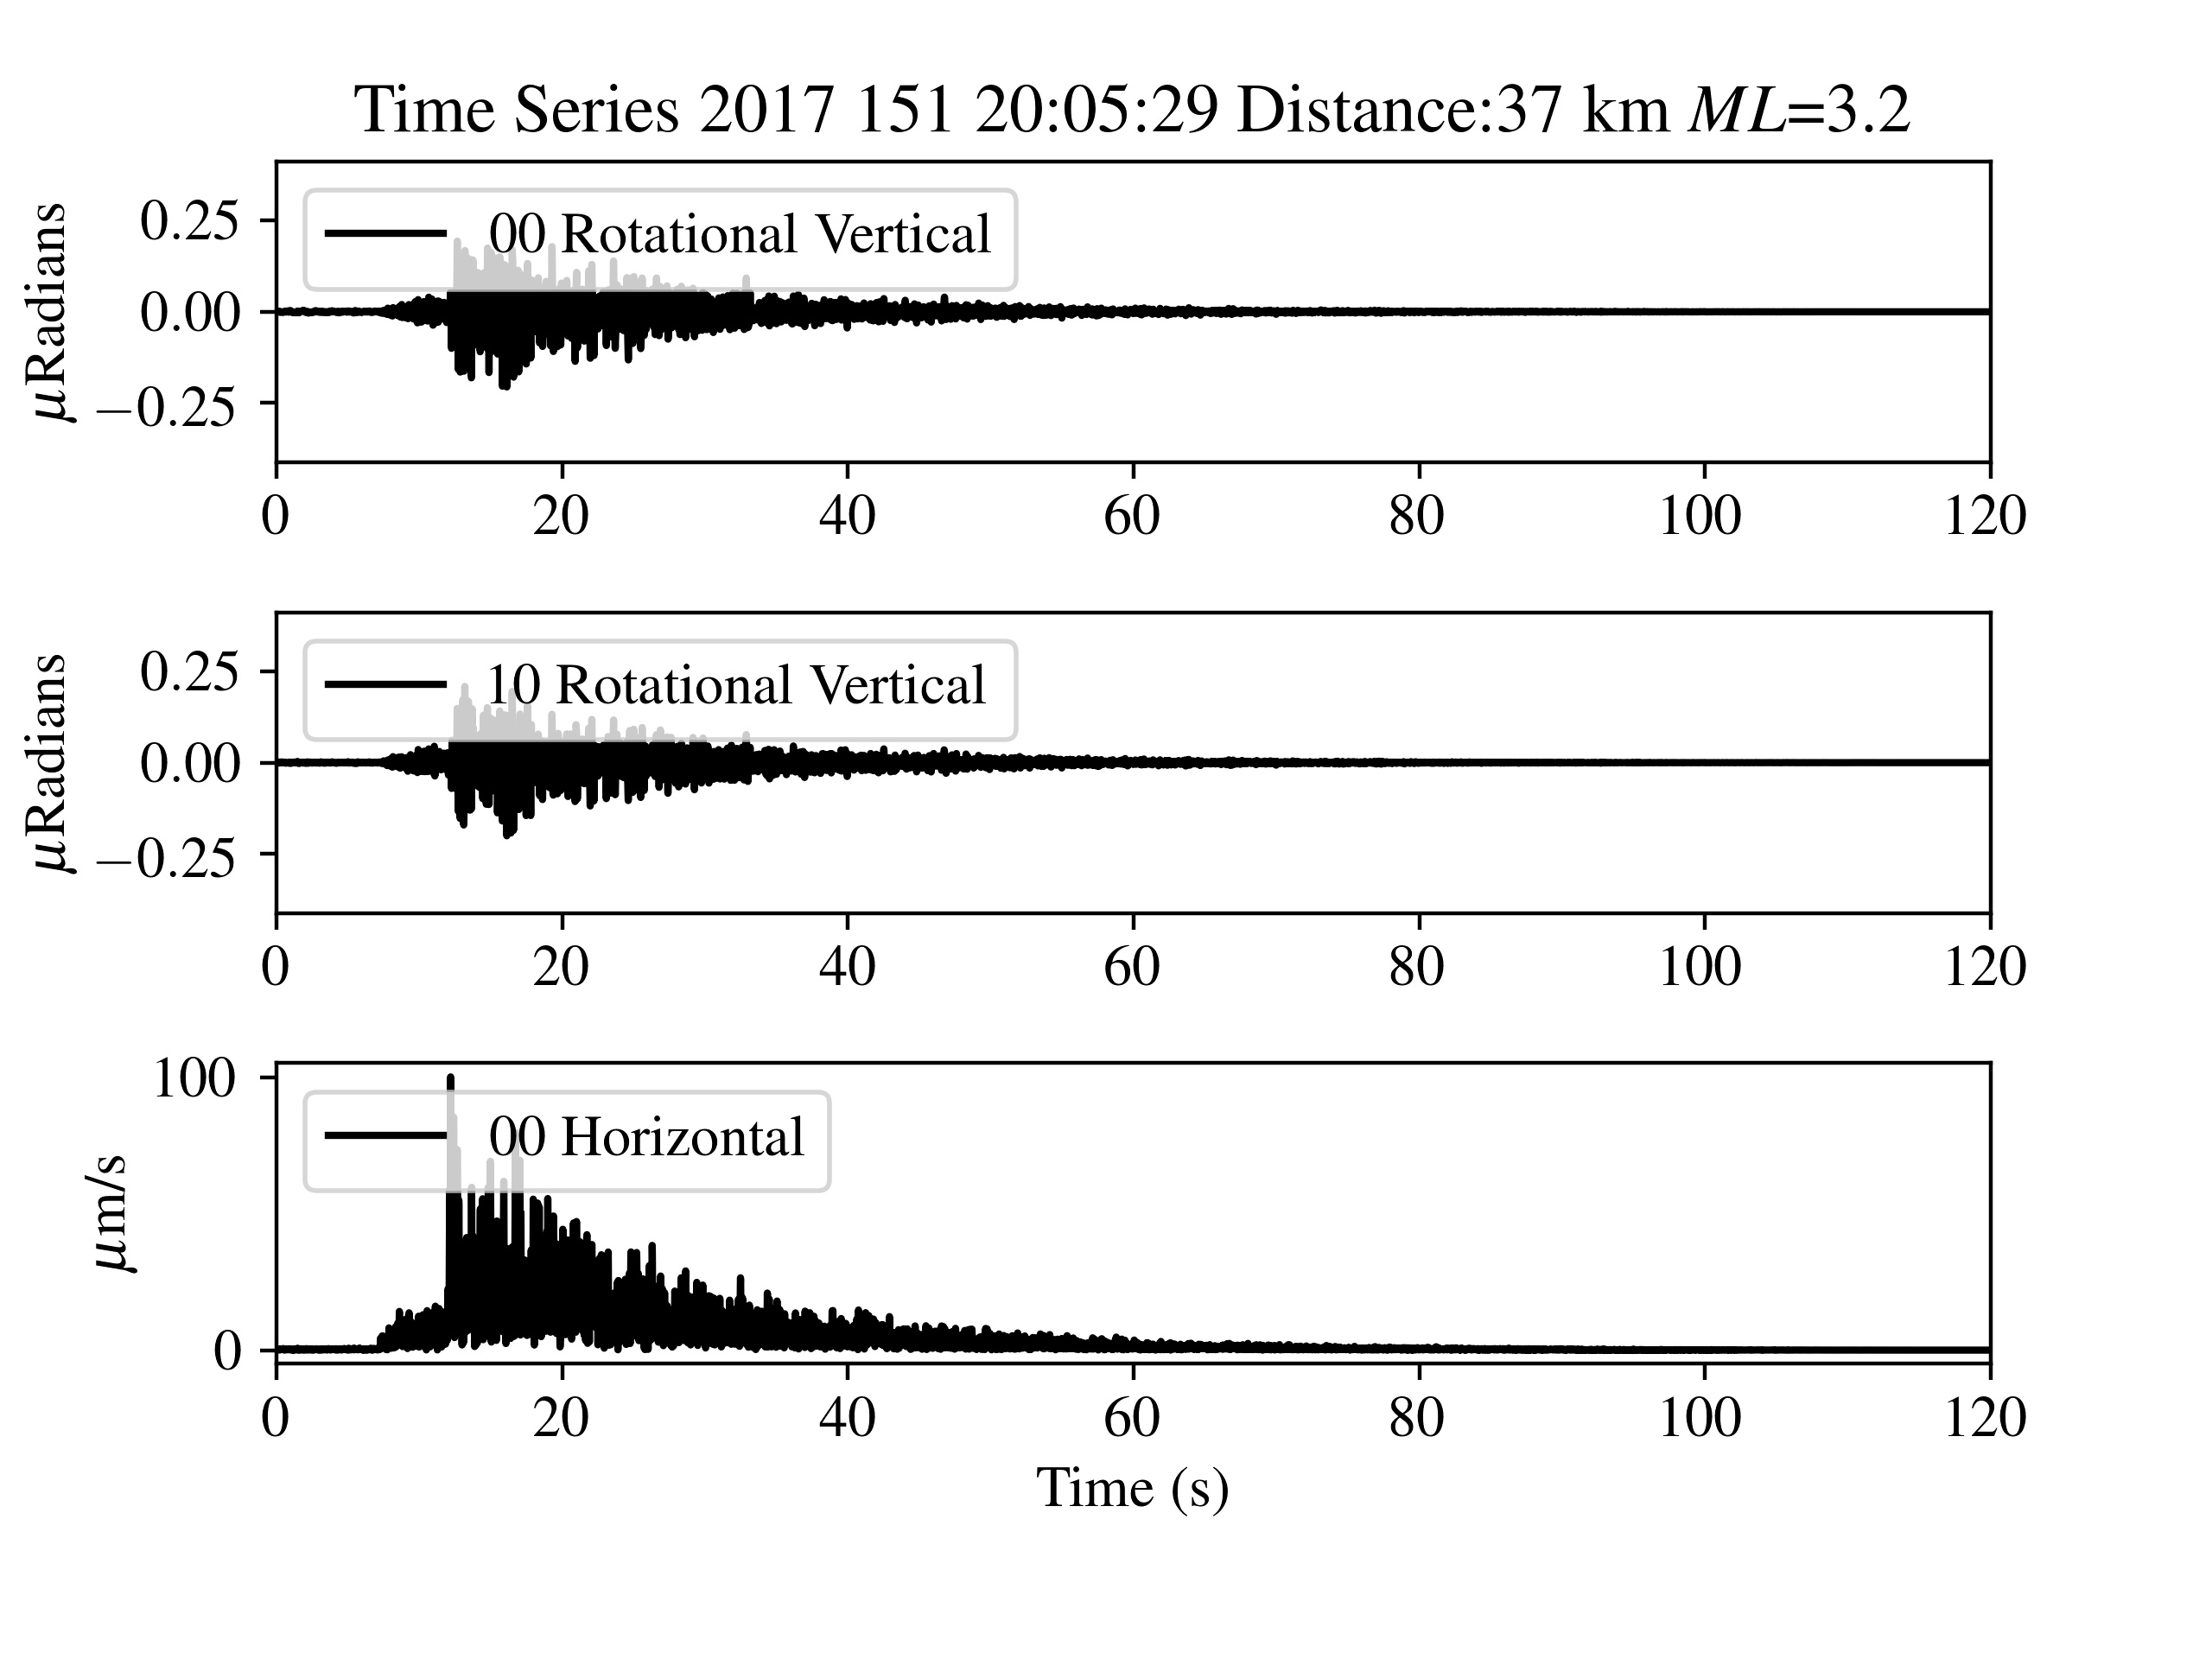 Time Series 2017 151 20:05:29 Distance:37 km ML=3.2
μRadians
0.25
0.00
−0.25
00 Rotational Vertical
0 20 40 60 80 100 120
μRadians
0.25
0.00
−0.25
10 Rotational Vertical
0 20 40 60 80 100 120
μm/s
100
0
00 Horizontal
0 20 40 60 80 100 120
Time (s)